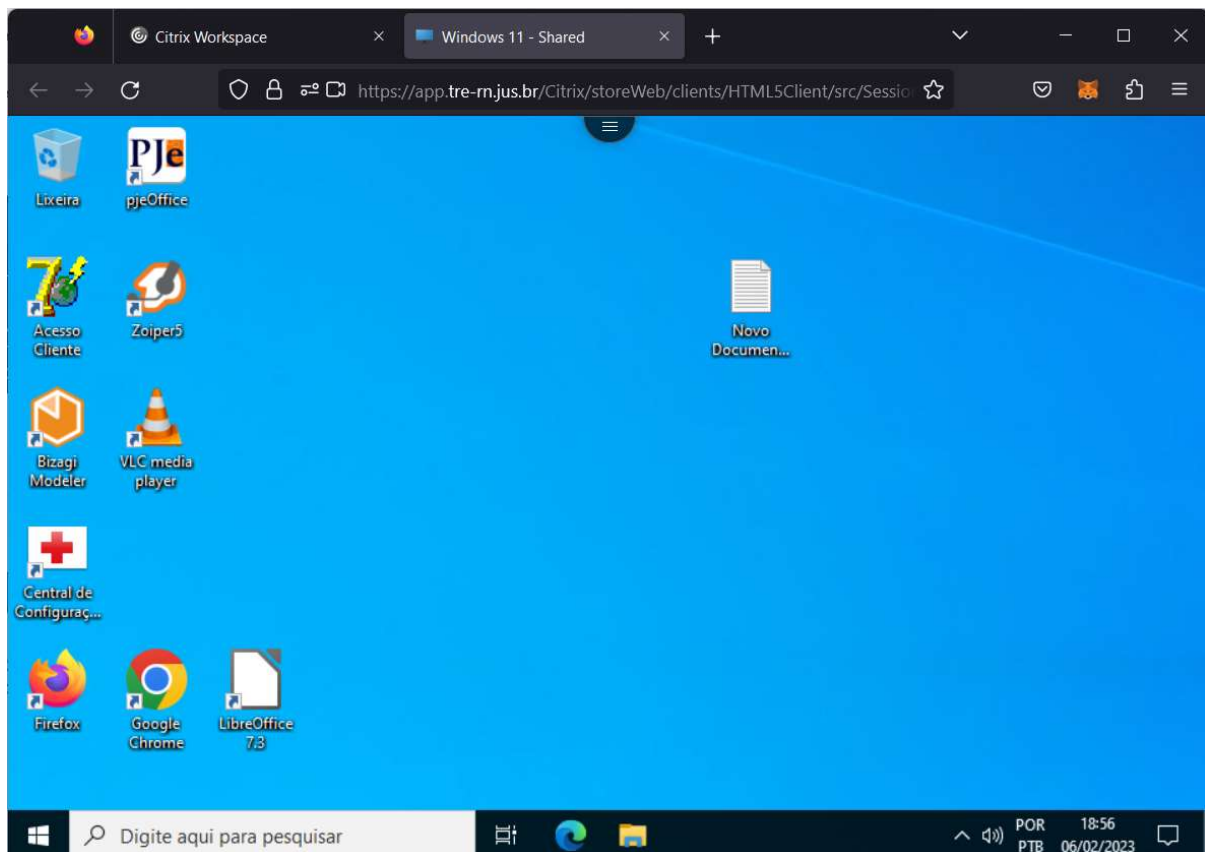 Citrix Workspace
Windows 11 - Shared
https://app.tre-rn.jus.br/Citrix/storeWeb/clients/HTML5Client/src/Sessio
PJe
Lixeira
pjeOffice
7
Acesso
Cliente
Zoiper5
Novo
Documen...
Bizagi
Modeler
VLC media
player
Central de
Configuraç...
Firefox
Google
Chrome
LibreOffice
7.3
Digite aqui para pesquisar
POR
PTB
18:56
06/02/2023